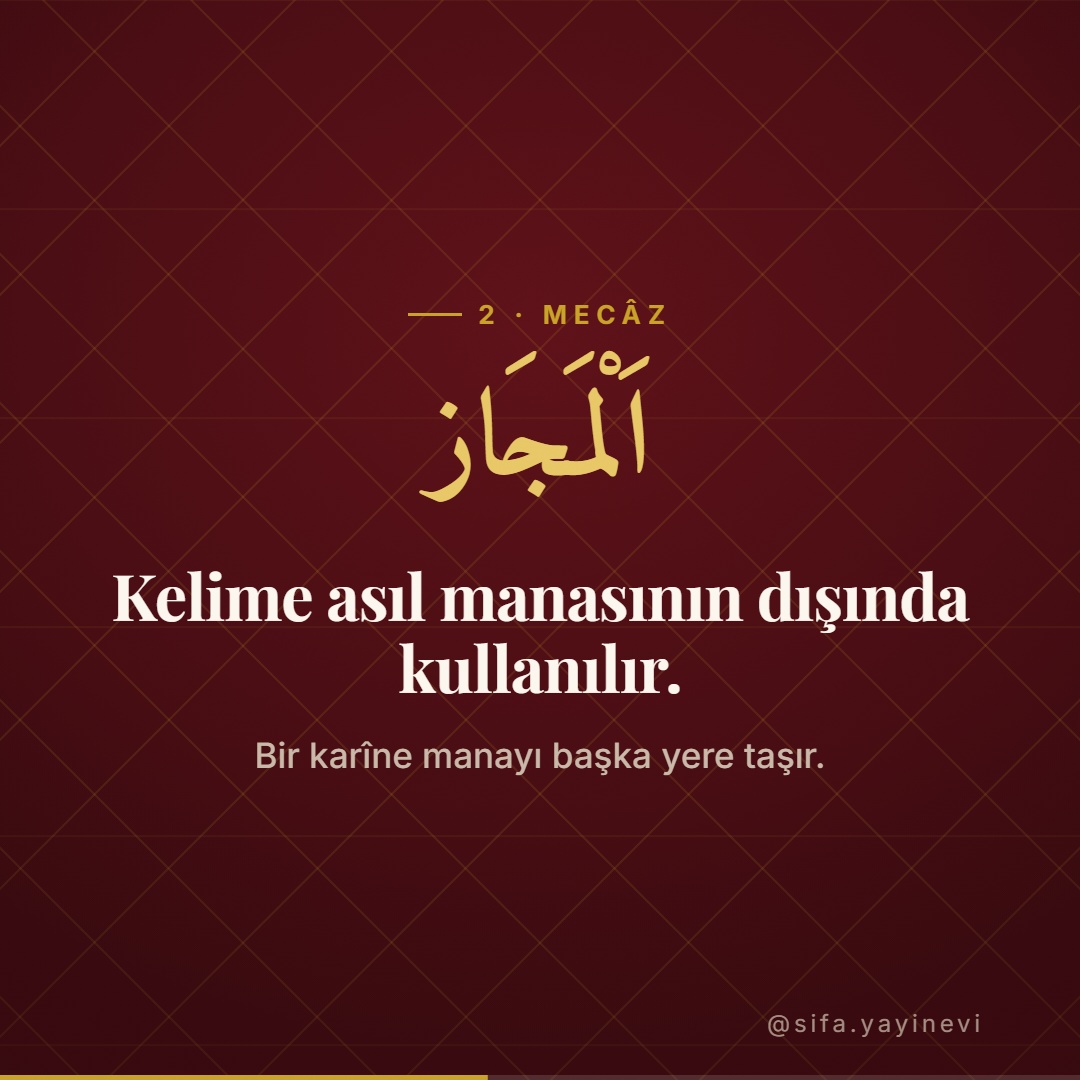 2 · MECÂZ
اَلْمَجَاز
Kelime asıl manasının dışında
kullanılır.
Bir karîne manayı başka yere taşır.
@sifa.yayinevi